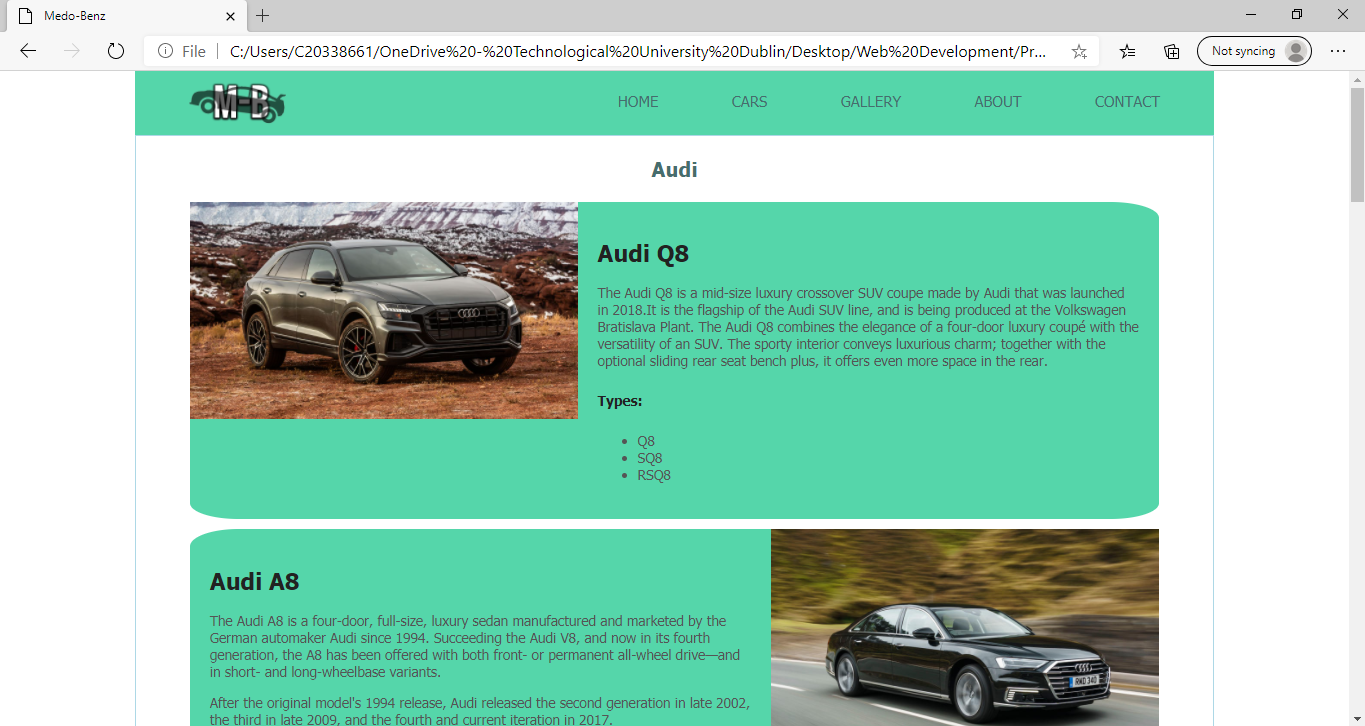 Medo-Benz
File
C:/Users/C20338661/OneDrive%20-%20Technological%20University%20Dublin/Desktop/Web%20Development/Pr...
Not syncing
M-B
HOME CARS GALLERY ABOUT CONTACT
Audi
Audi Q8
The Audi Q8 is a mid-size luxury crossover SUV coupe made by Audi that was launched
in 2018.It is the flagship of the Audi SUV line, and is being produced at the Volkswagen
Bratislava Plant. The Audi Q8 combines the elegance of a four-door luxury coupé with the
versatility of an SUV. The sporty interior conveys luxurious charm; together with the
optional sliding rear seat bench plus, it offers even more space in the rear.
Types:
• Q8
• SQ8
• RSQ8
Audi A8
The Audi A8 is a four-door, full-size, luxury sedan manufactured and marketed by the
German automaker Audi since 1994. Succeeding the Audi V8, and now in its fourth
generation, the A8 has been offered with both front- or permanent all-wheel drive—and
in short- and long-wheelbase variants.
After the original model's 1994 release, Audi released the second generation in late 2002,
the third in late 2009, and the fourth and current iteration in 2017.
RMD 340